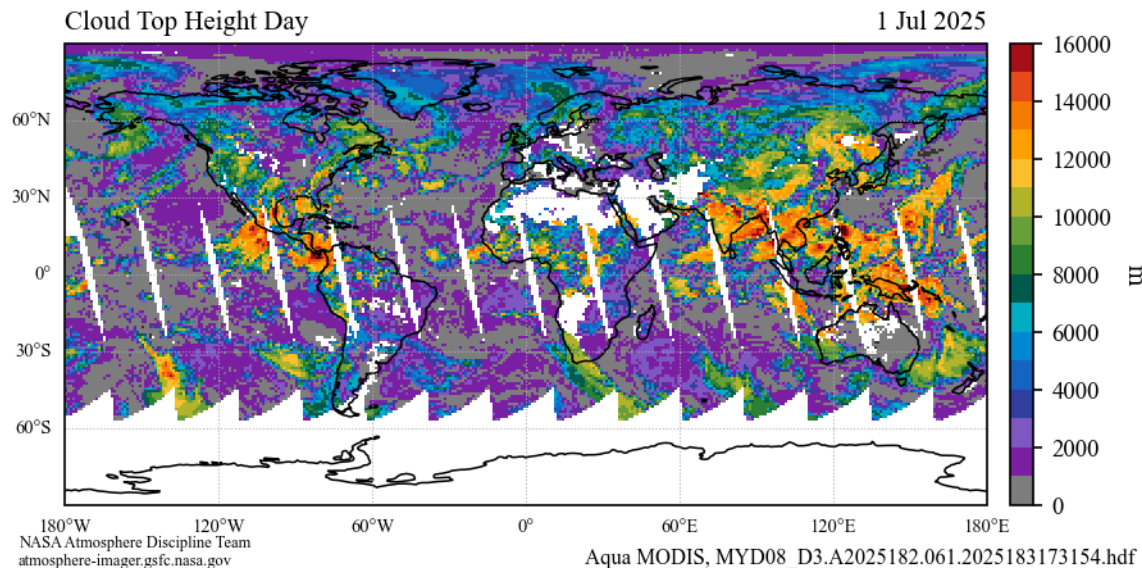 Cloud Top Height Day
1 Jul 2025
16000
14000
12000
10000
8000
6000
4000
2000
0
m
60°N
30°N
0°
30°S
60°S
180°W
120°W
60°W
0°
60°E
120°E
180°E
NASA Atmosphere Discipline Team
atmosphere-imager.gsfc.nasa.gov
Aqua MODIS, MYD08_D3.A2025182.061.2025183173154.hdf